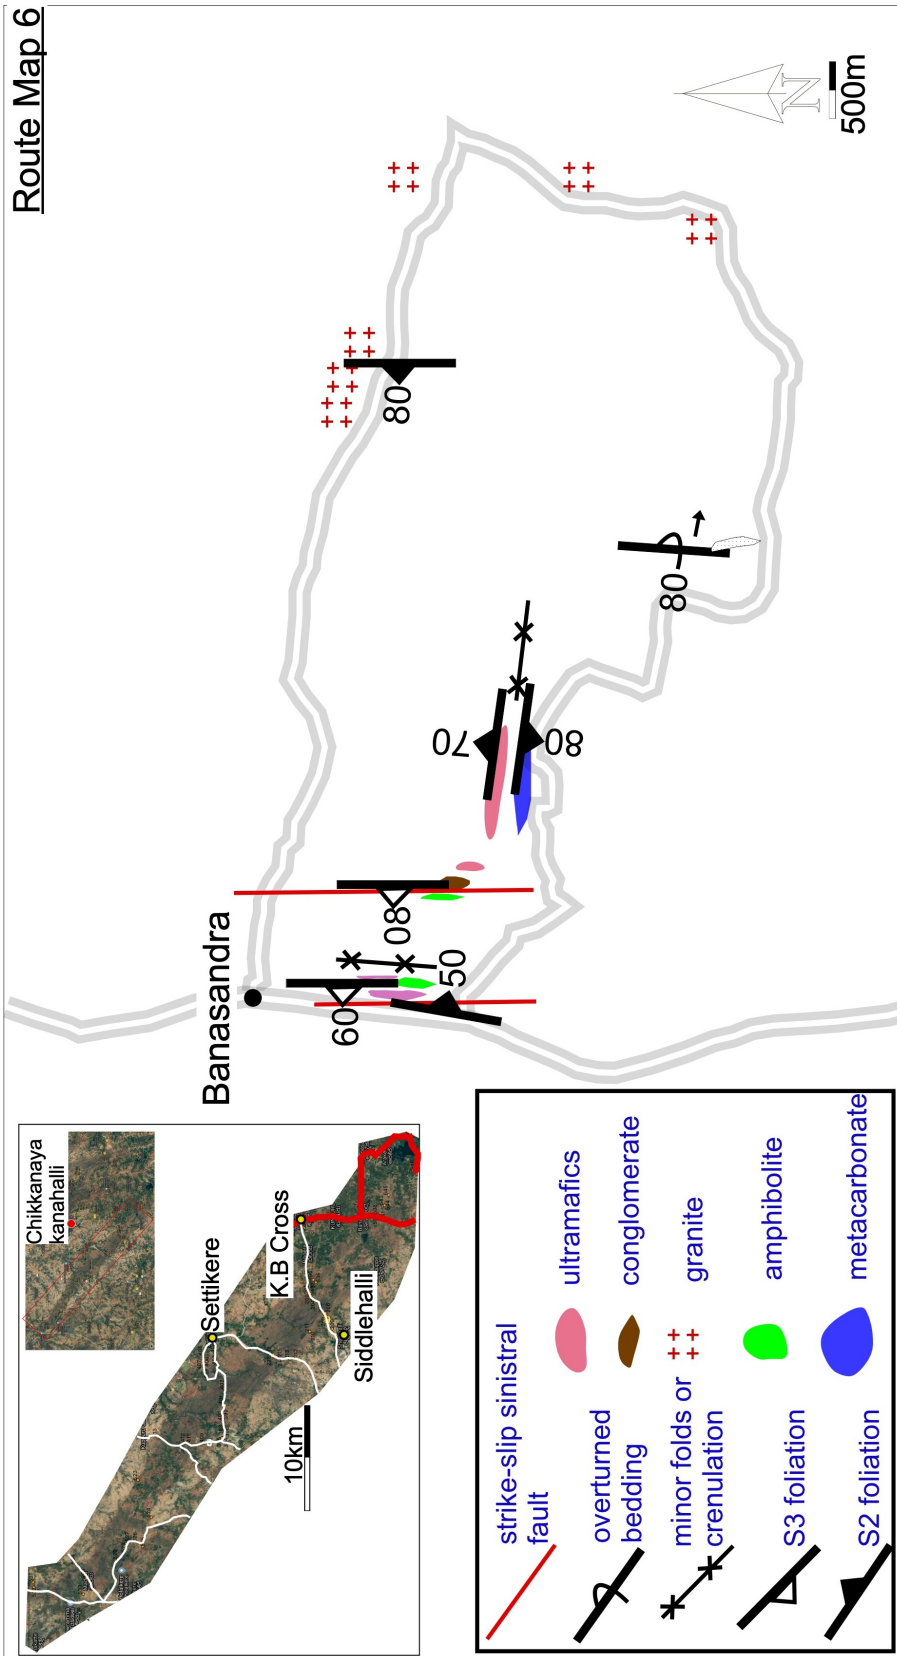 Route Map 6
N
500m
80
80
70
80
80
Banasandra
60
50
Chikkanaya
kanahalli
Settikere
K.B Cross
Siddlehalli
10km
strike-slip sinistral
fault
overturned
bedding
minor folds or
crenulation
S3 foliation
S2 foliation
ultramafics
conglomerate
granite
amphibolite
metacarbonate